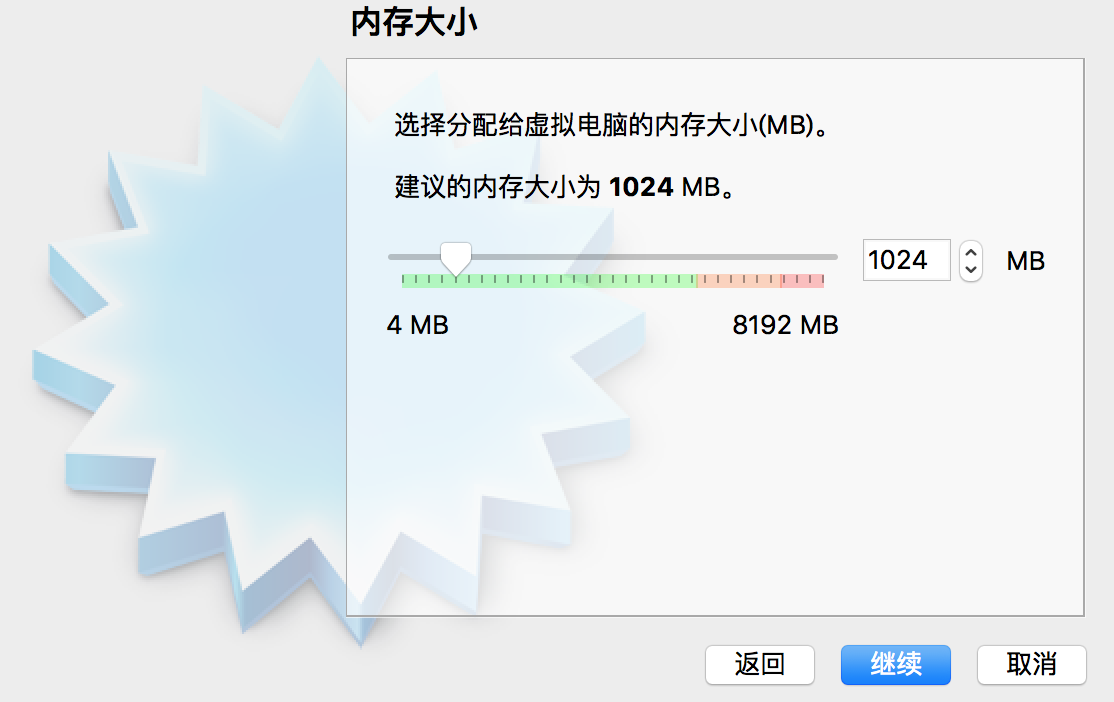 内存大小
选择分配给虚拟电脑的内存大小(MB)。
建议的内存大小为 1024 MB。
1024 MB
4 MB 8192 MB
返回 继续 取消